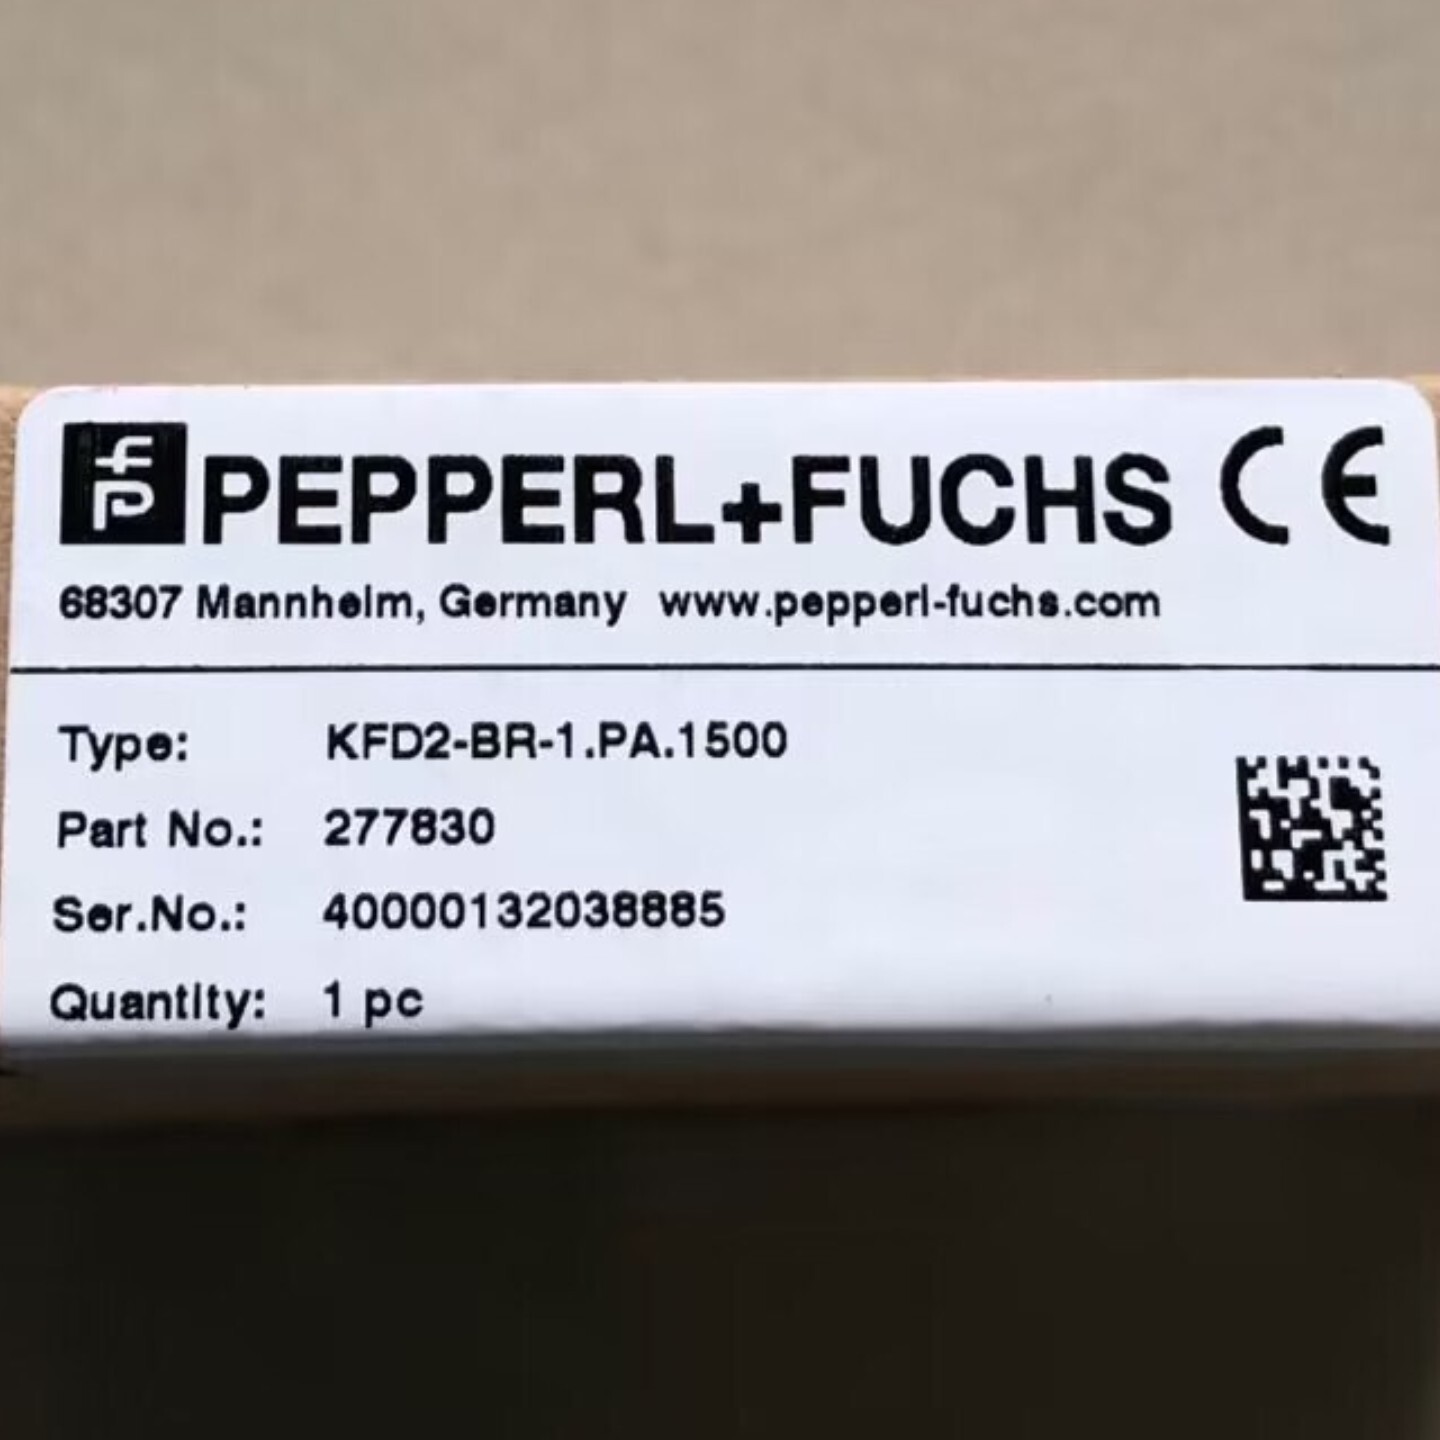 PEPPERL+FUCHS CE
68307 Mannheim, Germany www.pepperl-fuchs.com
Type: KFD2-BR-1.PA.1500
Part No.: 277830
Ser.No.: 40000132038885
Quantity: 1 pc